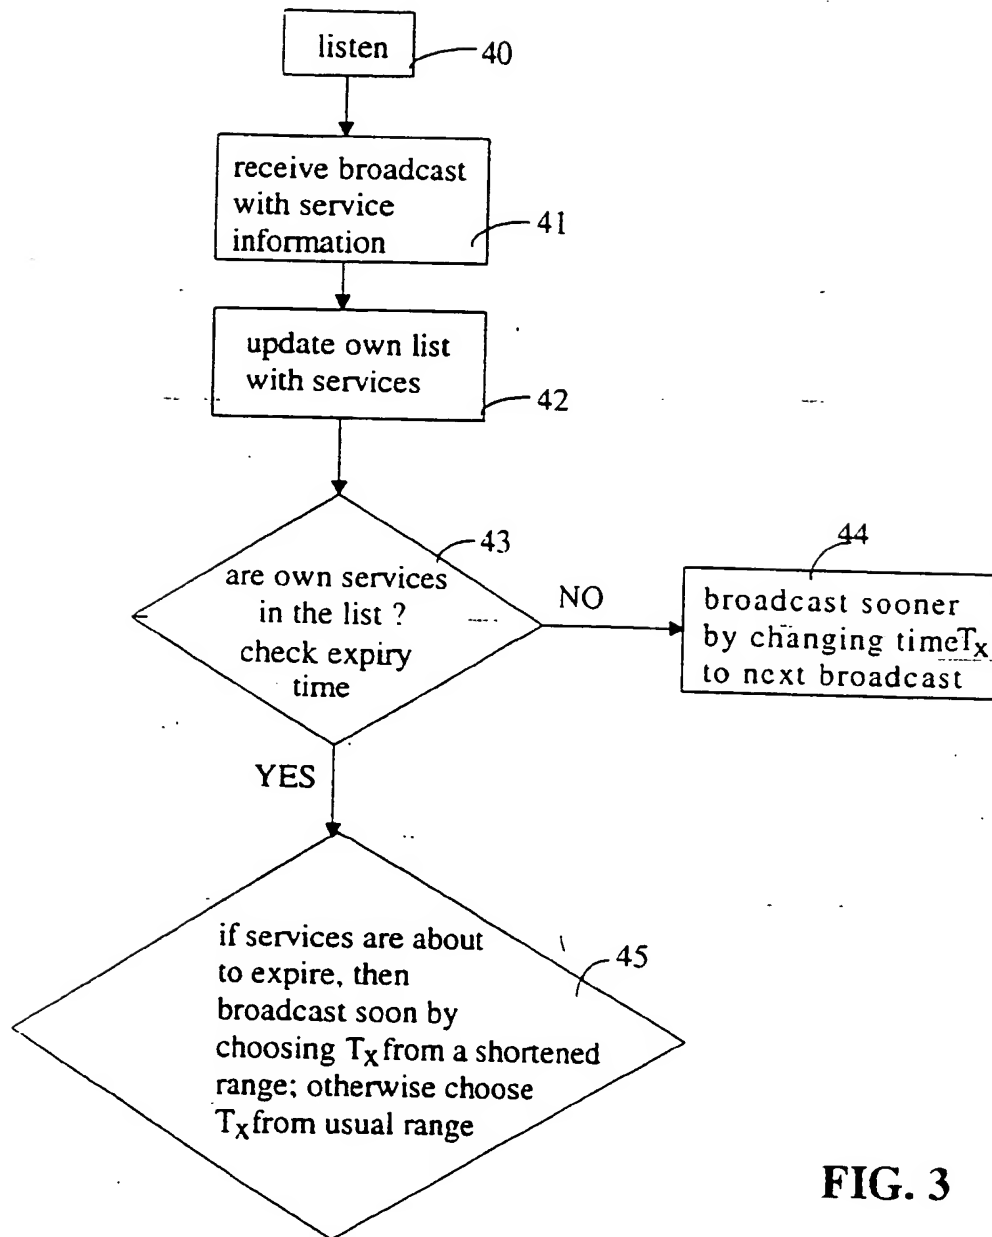 listen
40
receive broadcast
with service
information
41
update own list
with services
42
43
are own services
in the list ?
check expiry
time
NO
44
broadcast sooner
by changing timeTx
to next broadcast
YES
if services are about
to expire, then
broadcast soon by
choosing Tx from a shortened
range; otherwise choose
Tx from usual range
45
FIG. 3